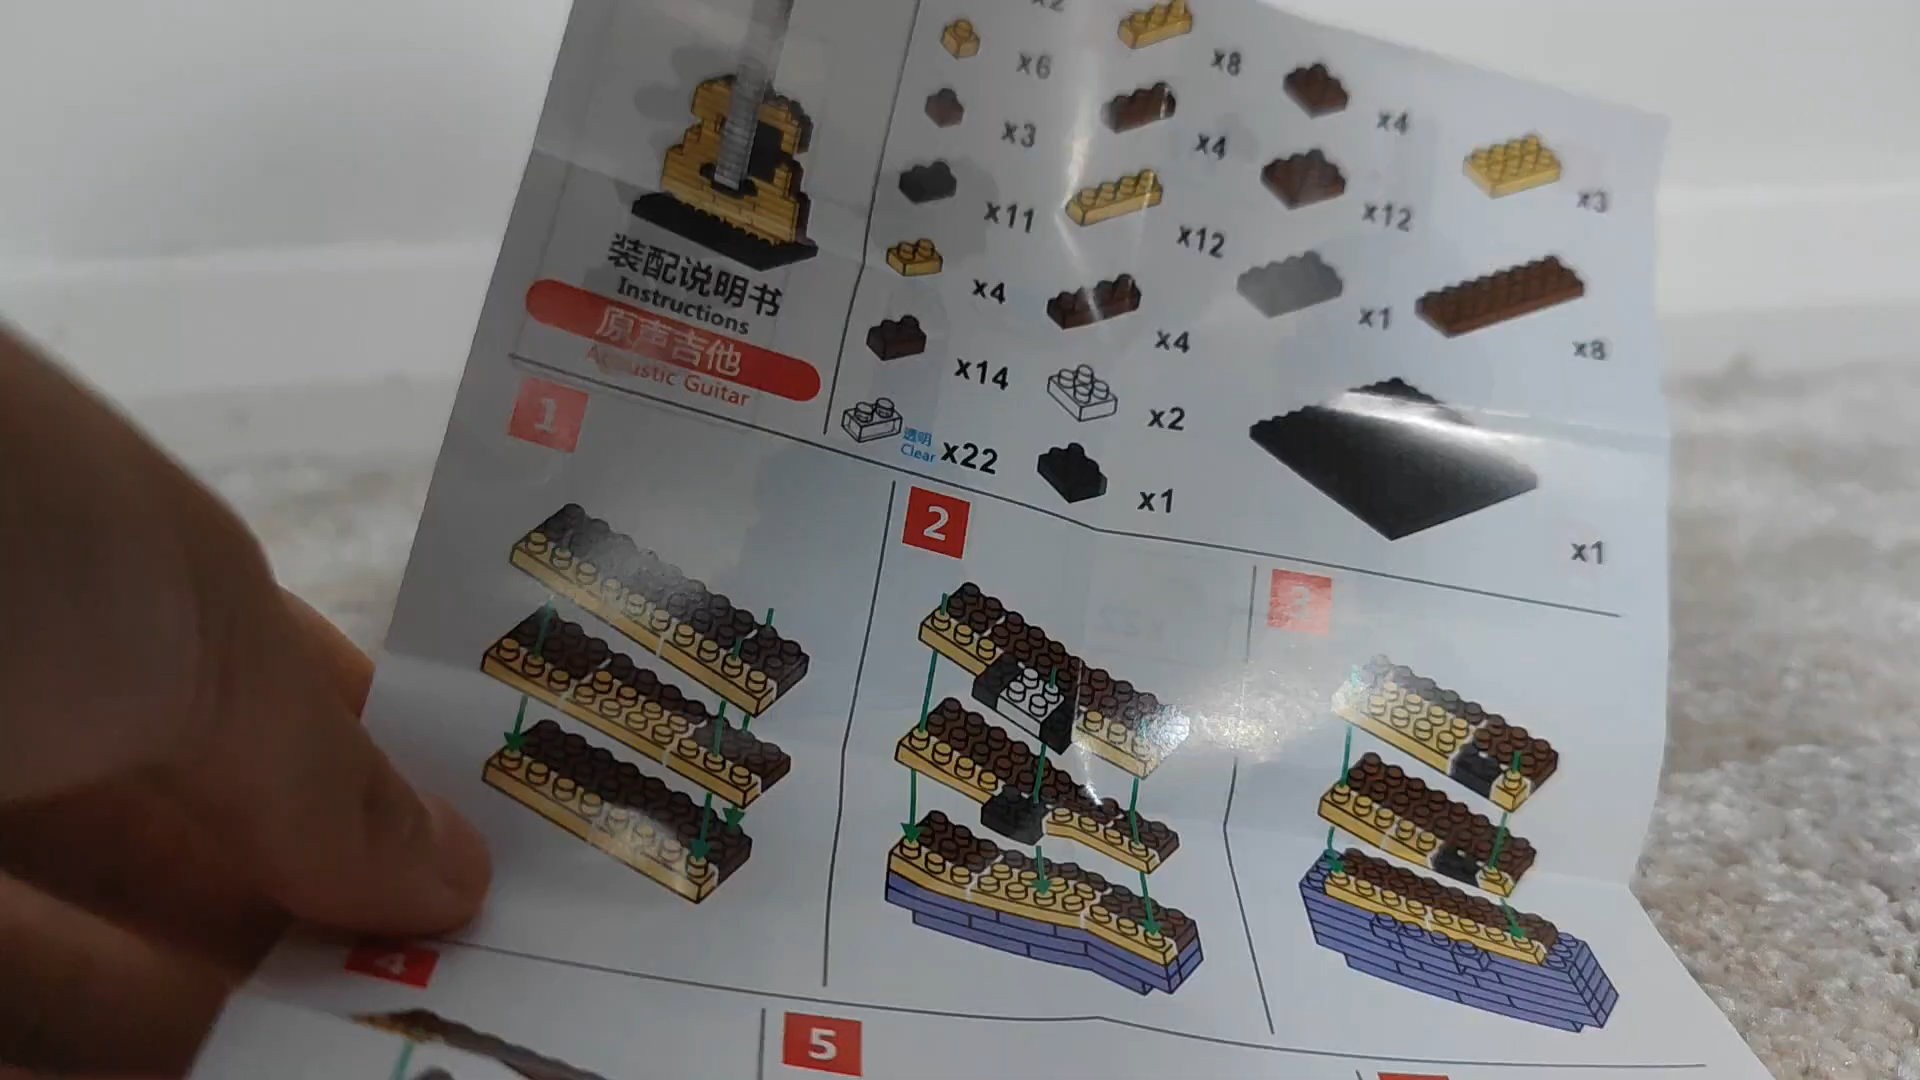 x2
x6
x8
x3
x4
x4
x3
x11
x12
x12
装配说明书
Instructions
原声吉他
Acoustic Guitar
x4
x4
x1
x8
x14
x2
透明
Clear
x22
x1
x1
1
2
3
4
5